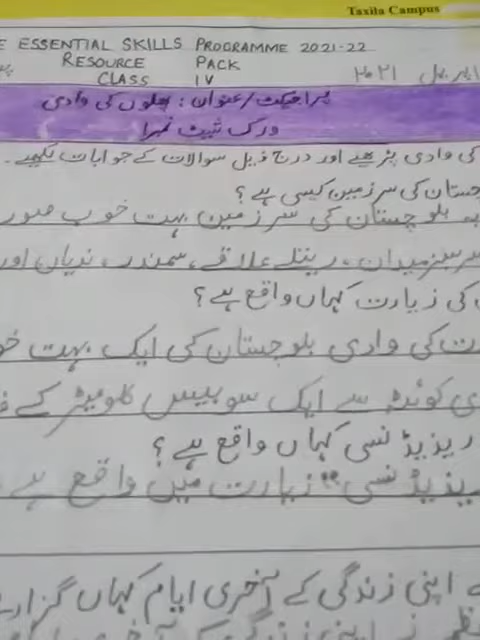 Taxila Campus
ESSENTIAL SKILLS PROGRAMME 2021-22
RESOURCE PACK
CLASS IV
اپریل ۲۰۲۱
پراجیکٹ/عنوان: پھلوں کی وادی
ورک شیٹ نمبر۱
کی وادی پڑھیے اور درج ذیل سوالات کے جوابات لکھیے۔
کی سرزمین کیسی ہے؟
بلوچستان کی سرزمین بہت خوب صور
سرسبز میدان، ریتلے علاقے، سمندر، ندیاں اور
کی زیارت کہاں واقع ہے؟
کی وادی بلوچستان کی ایک بہت خو
کوئٹہ سے ایک سو بیس کلومیٹر کے
ریزیڈنسی کہاں واقع ہے؟
ریزیڈنسی" زیارت میں واقع ہے
اپنی زندگی کے آخری ایام کہاں گزارے